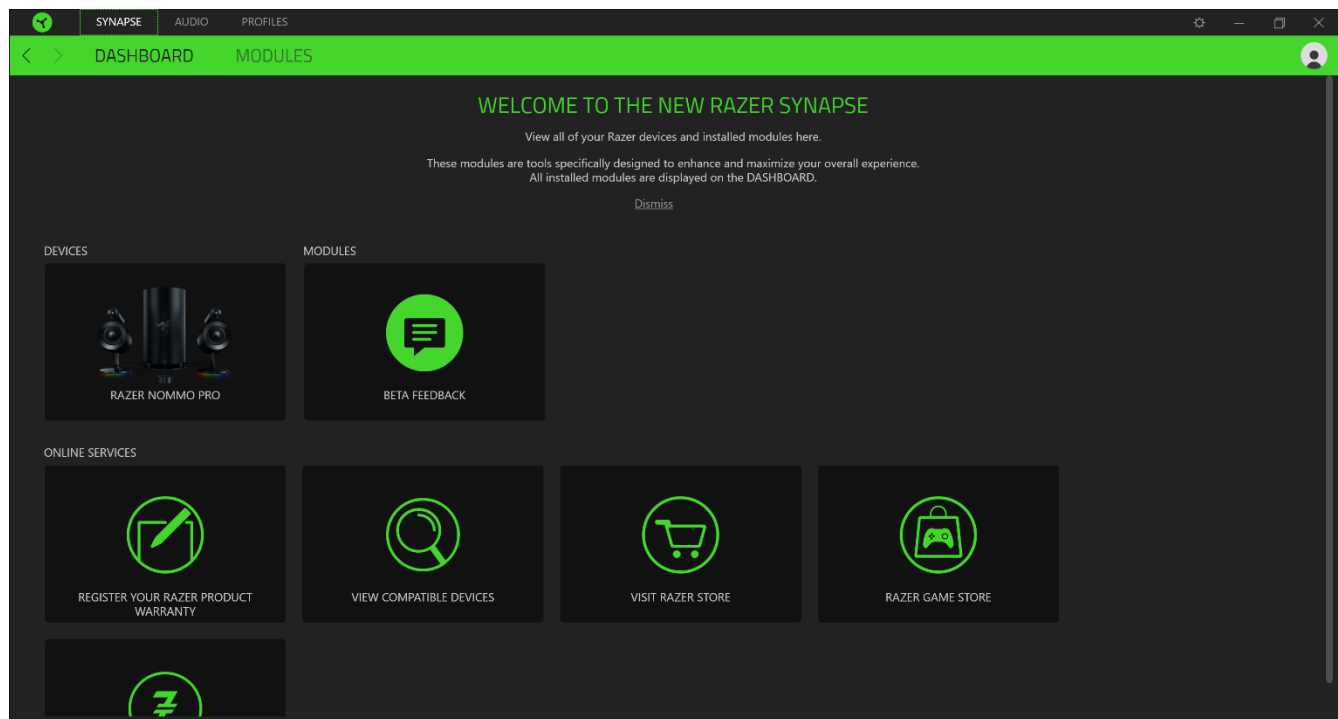 SYNAPSE AUDIO PROFILES
DASHBOARD MODULES
WELCOME TO THE NEW RAZER SYNAPSE
View all of your Razer devices and installed modules here.
These modules are tools specifically designed to enhance and maximize your overall experience.
All installed modules are displayed on the DASHBOARD.
Dismiss
DEVICES MODULES
RAZER NOMMO PRO BETA FEEDBACK
ONLINE SERVICES
REGISTER YOUR RAZER PRODUCT VIEW COMPATIBLE DEVICES VISIT RAZER STORE RAZER GAME STORE
WARRANTY